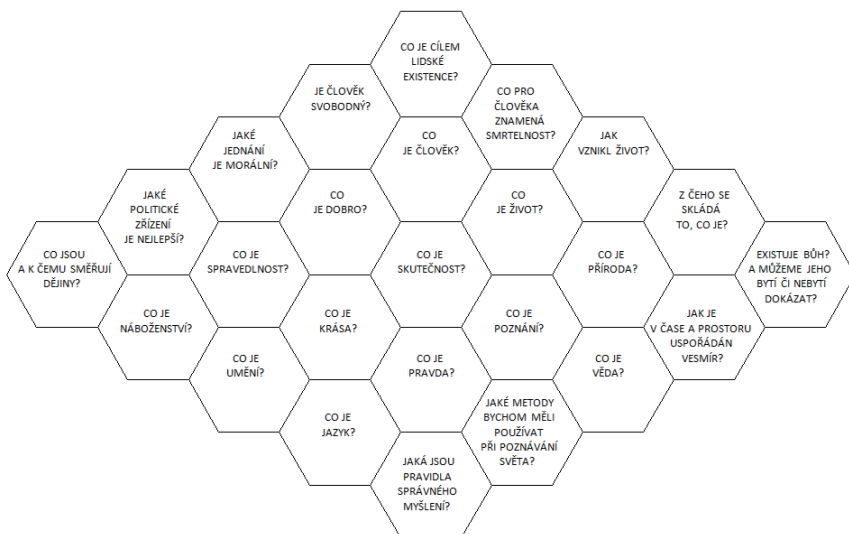 CO JE CÍLEM
LIDSKÉ
EXISTENCE?
JE ČLOVĚK
SVOBODNÝ?
CO PRO
ČLOVĚKA
ZNAMENÁ
SMRTELNOST?
JAKÉ
JEDNÁNÍ
JE MORÁLNÍ?
CO
JE ČLOVĚK?
JAK
VZNIKL ŽIVOT?
JAKÉ
POLITICKÉ
ZŘÍZENÍ
JE NEJLEPŠÍ?
CO
JE DOBRO?
CO
JE ŽIVOT?
Z ČEHO SE
SKLÁDÁ
TO, CO JE?
CO JSOU
A K ČEMU SMĚŘUJÍ
DĚJINY?
CO JE
SPRAVEDLNOST?
CO JE
SKUTEČNOST?
CO JE
PŘÍRODA?
EXISTUJE BŮH?
A MŮŽEME JEHO
BYTÍ ČI NEBYTÍ
DOKÁZAT?
CO JE
NÁBOŽENSTVÍ?
CO JE
KRÁSA?
CO JE
POZNÁNÍ?
JAK JE
V ČASE A PROSTORU
USPOŘÁDÁN
VESMÍR?
CO JE
UMĚNÍ?
CO JE
PRAVDA?
CO JE
VĚDA?
CO JE
JAZYK?
JAKÉ METODY
BYCHOM MĚLI
POUŽÍVAT
PŘI POZNÁVÁNÍ
SVĚTA?
JAKÁ JSOU
PRAVIDLA
SPRÁVNÉHO
MYŠLENÍ?